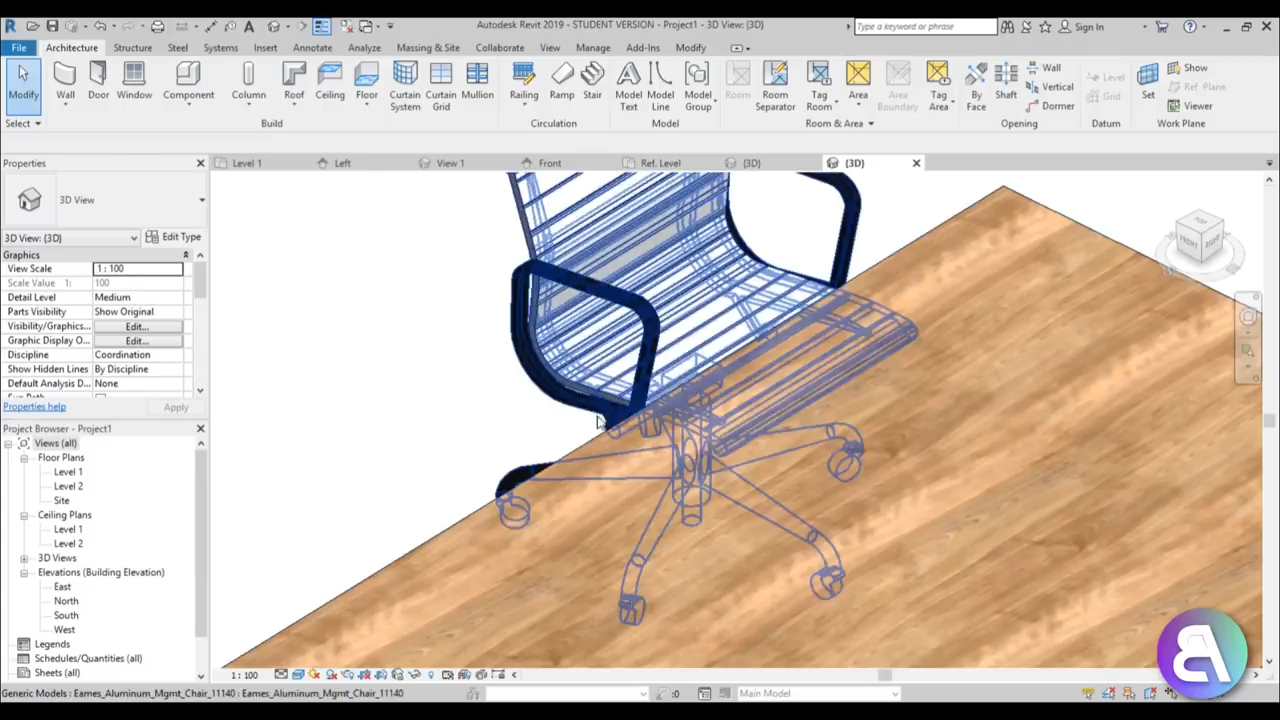 Autodesk Revit 2019 - STUDENT VERSION - Project1 - 3D View: {3D}
Type a keyword or phrase
Sign In
File Architecture Structure Steel Systems Insert Annotate Analyze Massing & Site Collaborate View Manage Add-Ins Modify
Modify
Wall
Door
Window
Component
Column
Roof
Ceiling
Floor
Curtain System
Curtain Grid
Mullion
Railing
Ramp
Stair
Model Text
Model Line
Model Group
Room
Room Separator
Tag Room
Area
Area Boundary
Tag Area
By Face
Shaft
Wall
Vertical
Dormer
Level
Grid
Set
Show
Ref Plane
Viewer
Select Build Circulation Model Room & Area Opening Datum Work Plane
Properties
Level 1 Left View 1 Front Ref. Level {3D} {3D}
3D View
3D View: {3D} Edit Type
Graphics
View Scale 1 : 100
Scale Value 1: 100
Detail Level Medium
Parts Visibility Show Original
Visibility/Graphics... Edit...
Graphic Display O... Edit...
Discipline Coordination
Show Hidden Lines By Discipline
Default Analysis D... None
Properties help Apply
Project Browser - Project1
Views (all)
Floor Plans
Level 1
Level 2
Site
Ceiling Plans
Level 1
Level 2
3D Views
Elevations (Building Elevation)
East
North
South
West
Legends
Schedules/Quantities (all)
Sheets (all)
TOP
FRONT
RIGHT
1 : 100
Generic Models : Eames_Aluminum_Mgmt_Chair_11140 : Eames_Aluminum_Mgmt_Chair_11140
:0
Main Model